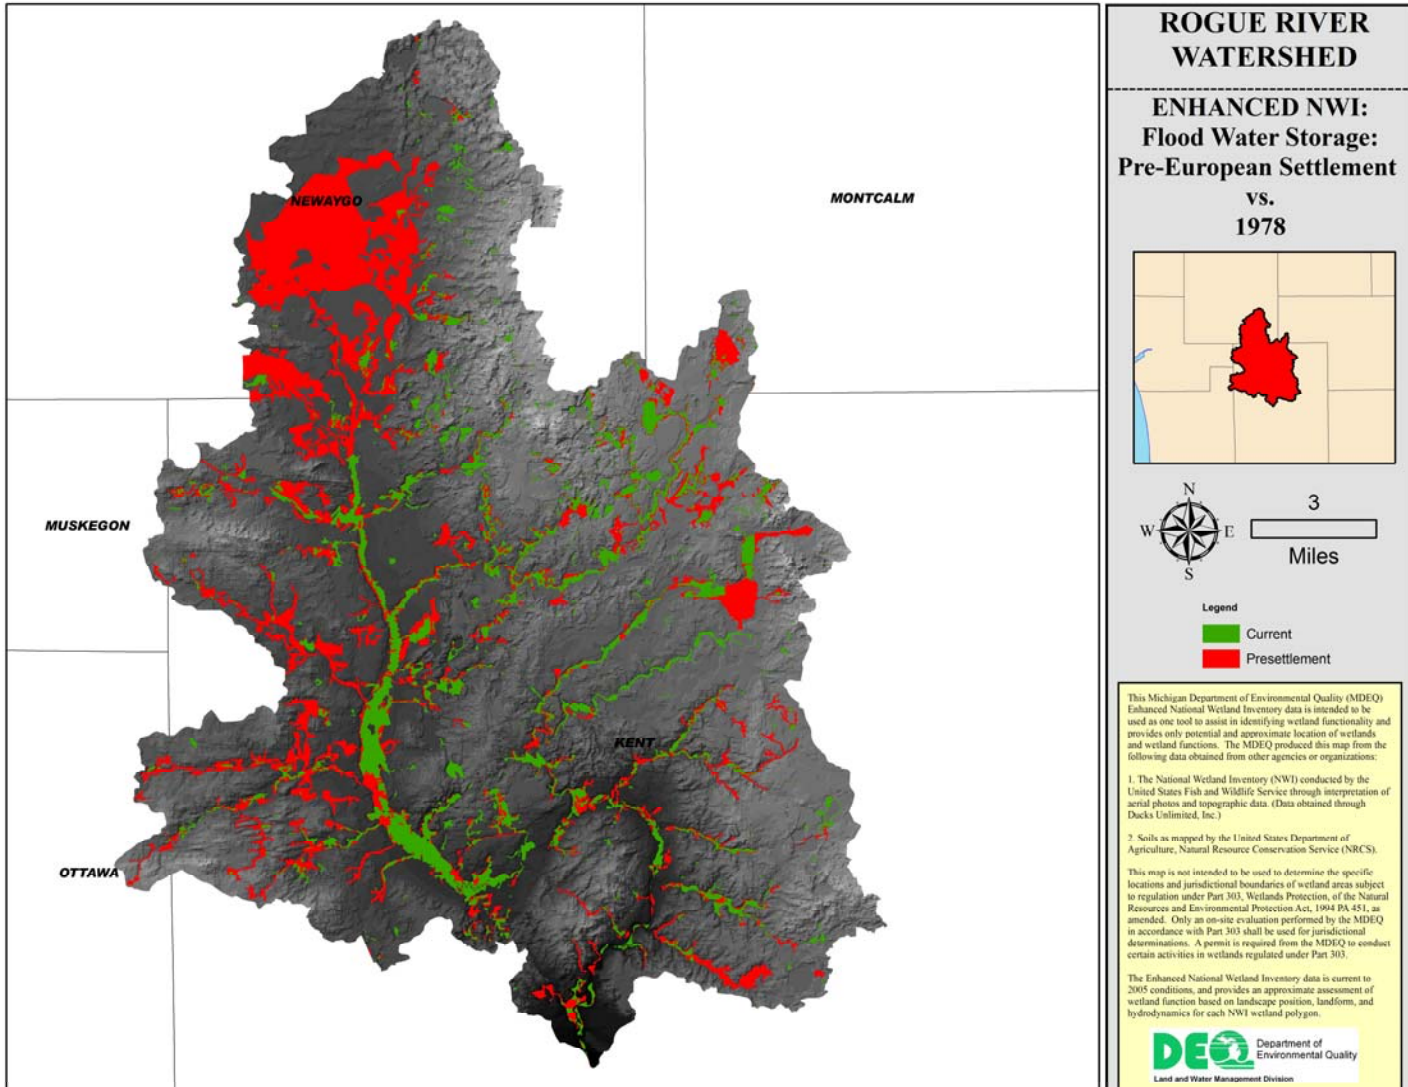 ROGUE RIVER
WATERSHED
ENHANCED NWI:
Flood Water Storage:
Pre-European Settlement
vs.
1978
NEWAYGO
MONTCALM
MUSKEGON
KENT
OTTAWA
N
W
E
S
3
Miles
Legend
Current
Presettlement
This Michigan Department of Environmental Quality (MDEQ)
Enhanced National Wetland Inventory data is intended to be
used as one tool to assist in identifying wetland functionality and
provides only potential and approximate location of wetlands
and wetland functions. The MDEQ produced this map from the
following data obtained from other agencies or organizations:
1. The National Wetland Inventory (NWI) conducted by the
United States Fish and Wildlife Service through interpretation of
aerial photos and topographic data. (Data obtained through
Ducks Unlimited, Inc.)
2. Soils as mapped by the United States Department of
Agriculture, Natural Resource Conservation Service (NRCS).
This map is not intended to be used to determine the specific
locations and jurisdictional boundaries of wetland areas subject
to regulation under Part 303, Wetlands Protection, of the Natural
Resources and Environmental Protection Act, 1994 PA 451, as
amended. Only an on-site evaluation performed by the MDEQ
in accordance with Part 303 shall be used for jurisdictional
determinations. A permit is required from the MDEQ to conduct
certain activities in wetlands regulated under Part 303.
The Enhanced National Wetland Inventory data is current to
2005 conditions, and provides an approximate assessment of
wetland function based on landscape position, landform, and
hydrodynamics for each NWI wetland polygon.
DEQ
Department of
Environmental Quality
Land and Water Management Division